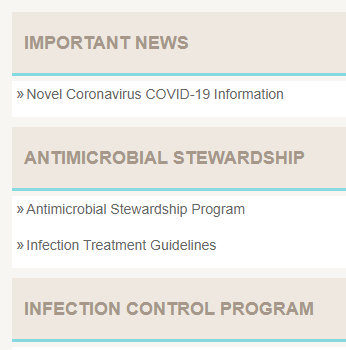 IMPORTANT NEWS
» Novel Coronavirus COVID-19 Information
ANTIMICROBIAL STEWARDSHIP
» Antimicrobial Stewardship Program
» Infection Treatment Guidelines
INFECTION CONTROL PROGRAM